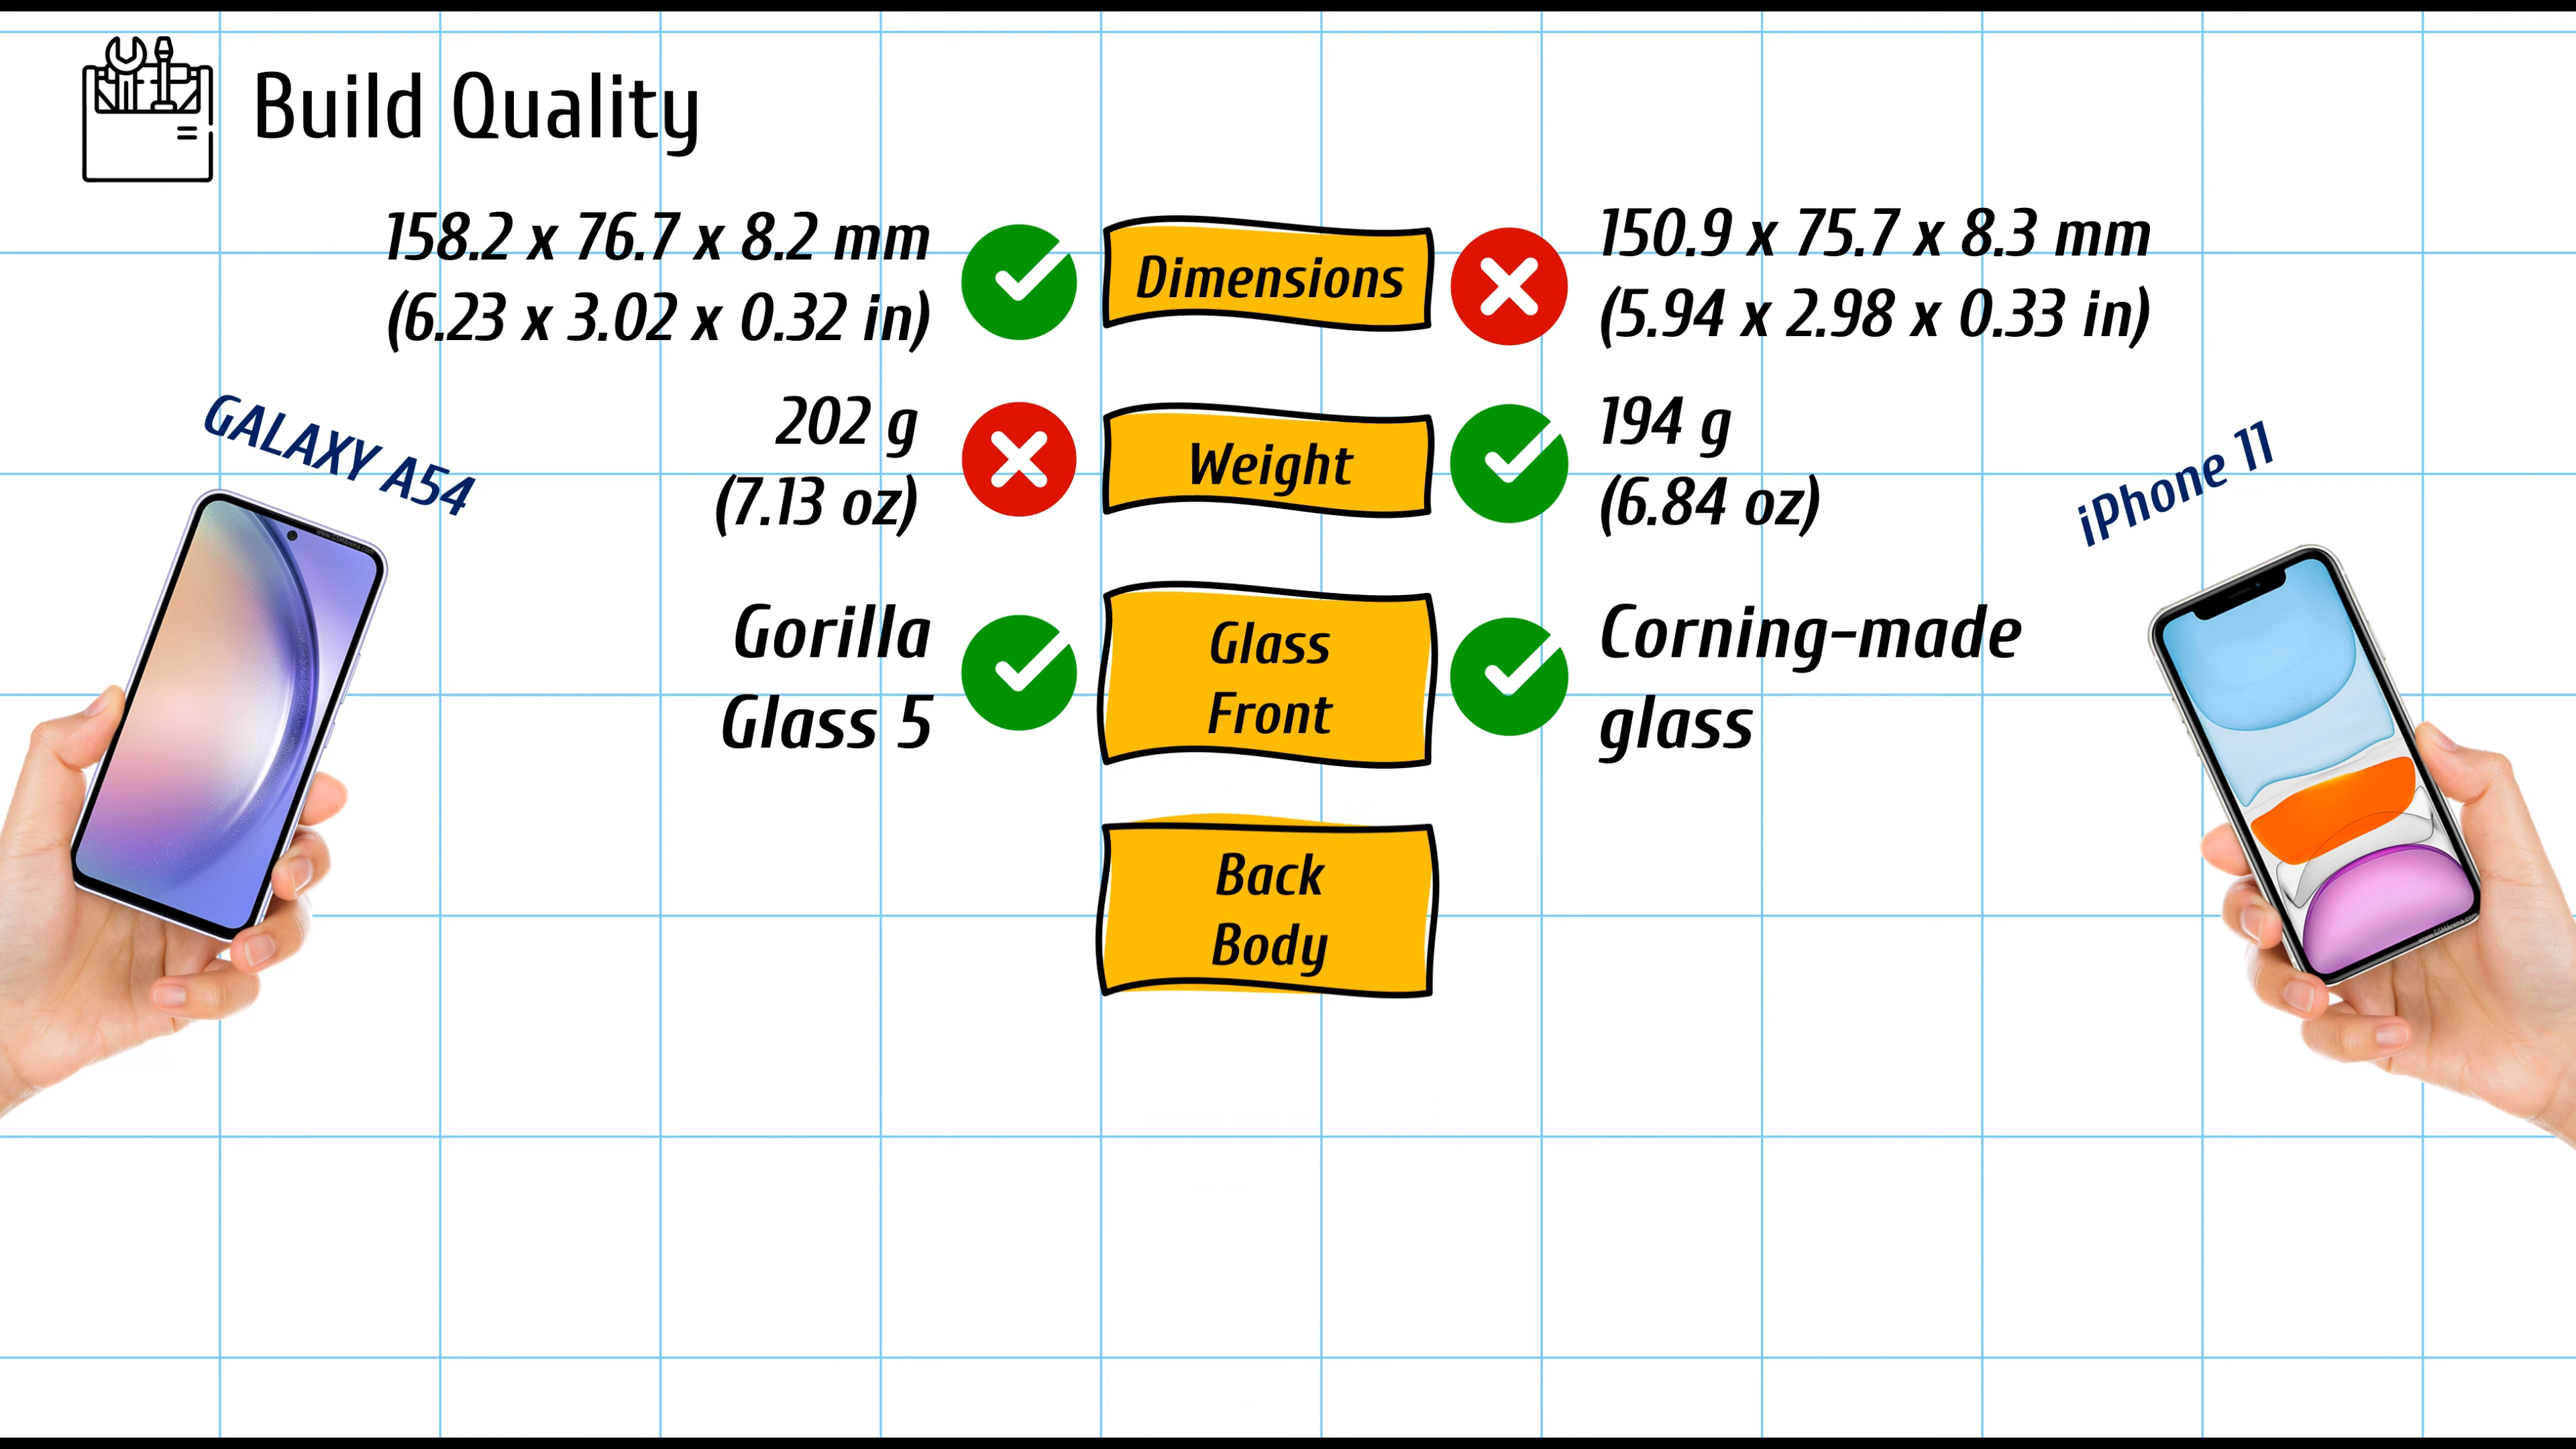 Build Quality
158.2 x 76.7 x 8.2 mm
(6.23 x 3.02 x 0.32 in)
Dimensions
150.9 x 75.7 x 8.3 mm
(5.94 x 2.98 x 0.33 in)
GALAXY A54
202 g
(7.13 oz)
Weight
194 g
(6.84 oz)
iPhone 11
Gorilla
Glass 5
Glass
Front
Corning-made
glass
Back
Body